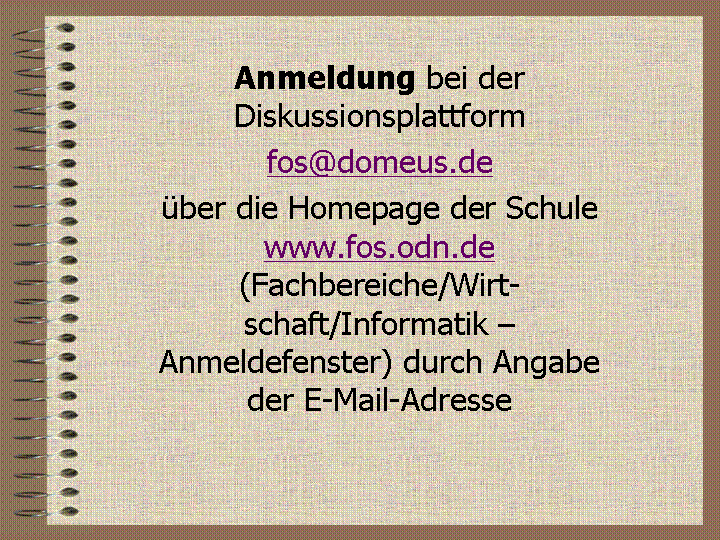 Anmeldung bei der
Diskussionsplattform
fos@domeus.de
über die Homepage der Schule
www.fos.odn.de
(Fachbereiche/Wirt-
schaft/Informatik –
Anmeldefenster) durch Angabe
der E-Mail-Adresse